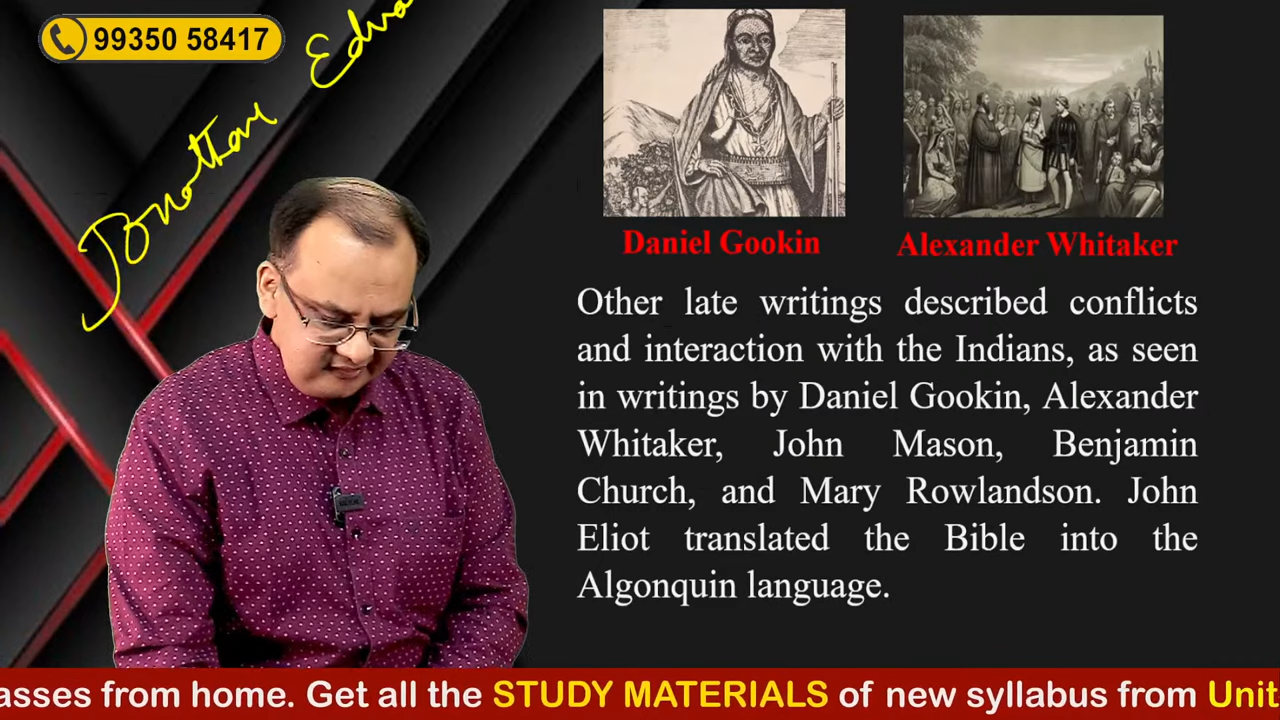 99350 58417
Jonathan Edwa
Daniel Gookin
Alexander Whitaker
Other late writings described conflicts
and interaction with the Indians, as seen
in writings by Daniel Gookin, Alexander
Whitaker, John Mason, Benjamin
Church, and Mary Rowlandson. John
Eliot translated the Bible into the
Algonquin language.
asses from home. Get all the STUDY MATERIALS of new syllabus from Unit